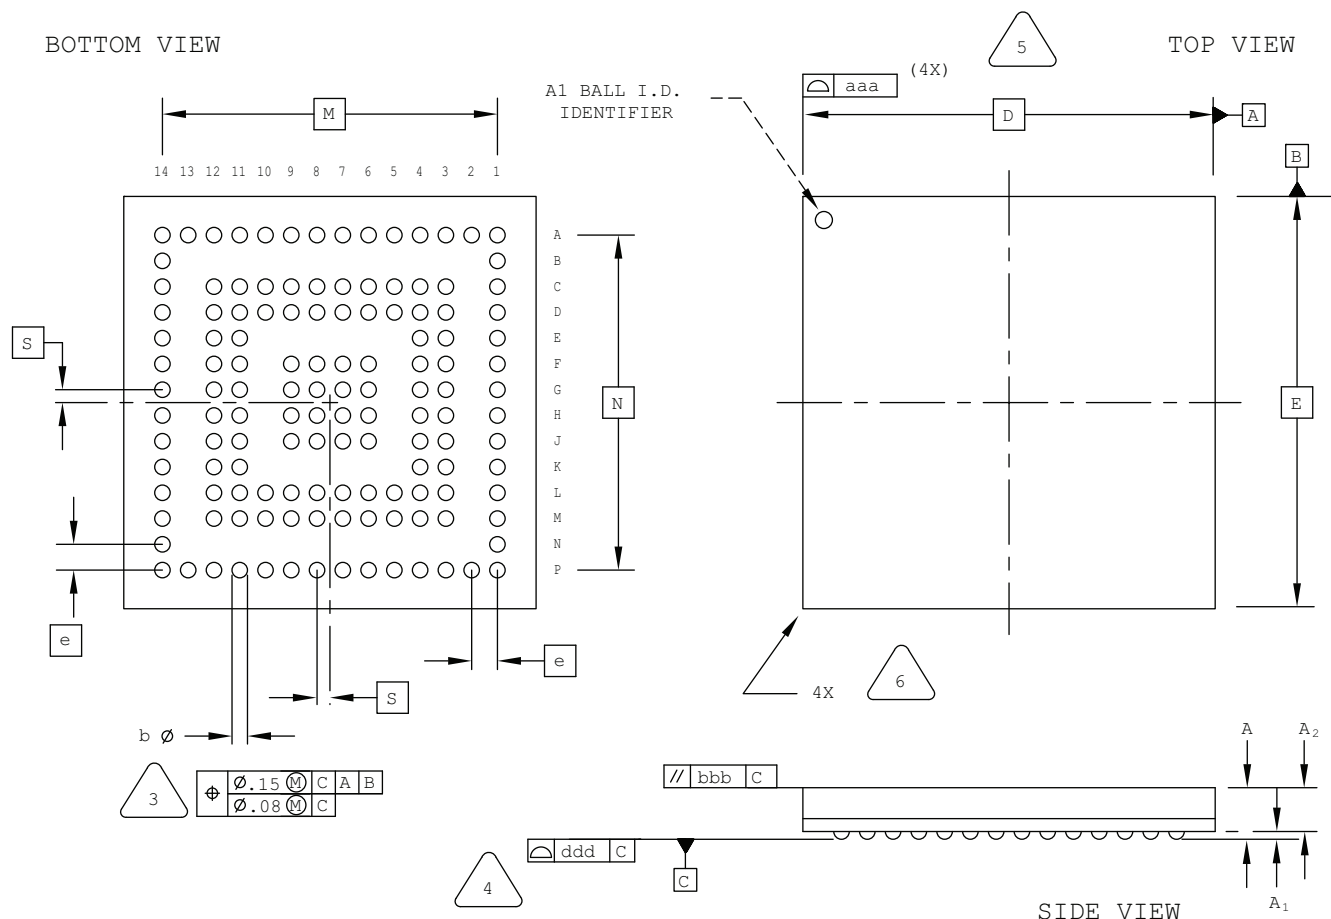 BOTTOM VIEW
5
TOP VIEW
(4X)
aaa
A1 BALL I.D.
IDENTIFIER
M
D
A
B
14 13 12 11 10 9 8 7 6 5 4 3 2 1
A
B
C
D
E
F
G
H
J
K
L
M
N
P
S
N
E
e
e
S
4X
6
b Ø
3
⌖ Ø.15 Ⓜ C A B
Ø.08 Ⓜ C
// bbb C
A
A₂
ddd C
C
4
A₁
SIDE VIEW